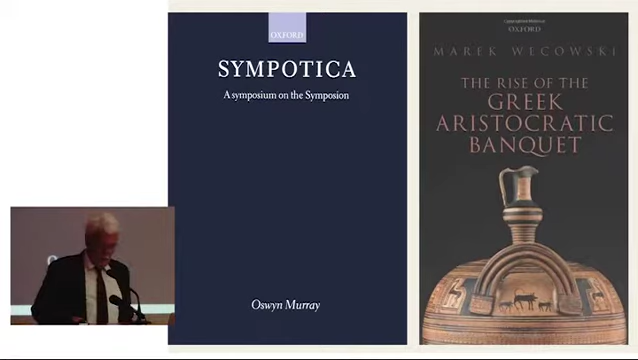 OXFORD
SYMPOTICA
A symposium on the Symposion
Oswyn Murray
OXFORD
MAREK WECOWSKI
THE RISE OF THE
GREEK
ARISTOCRATIC
BANQUET